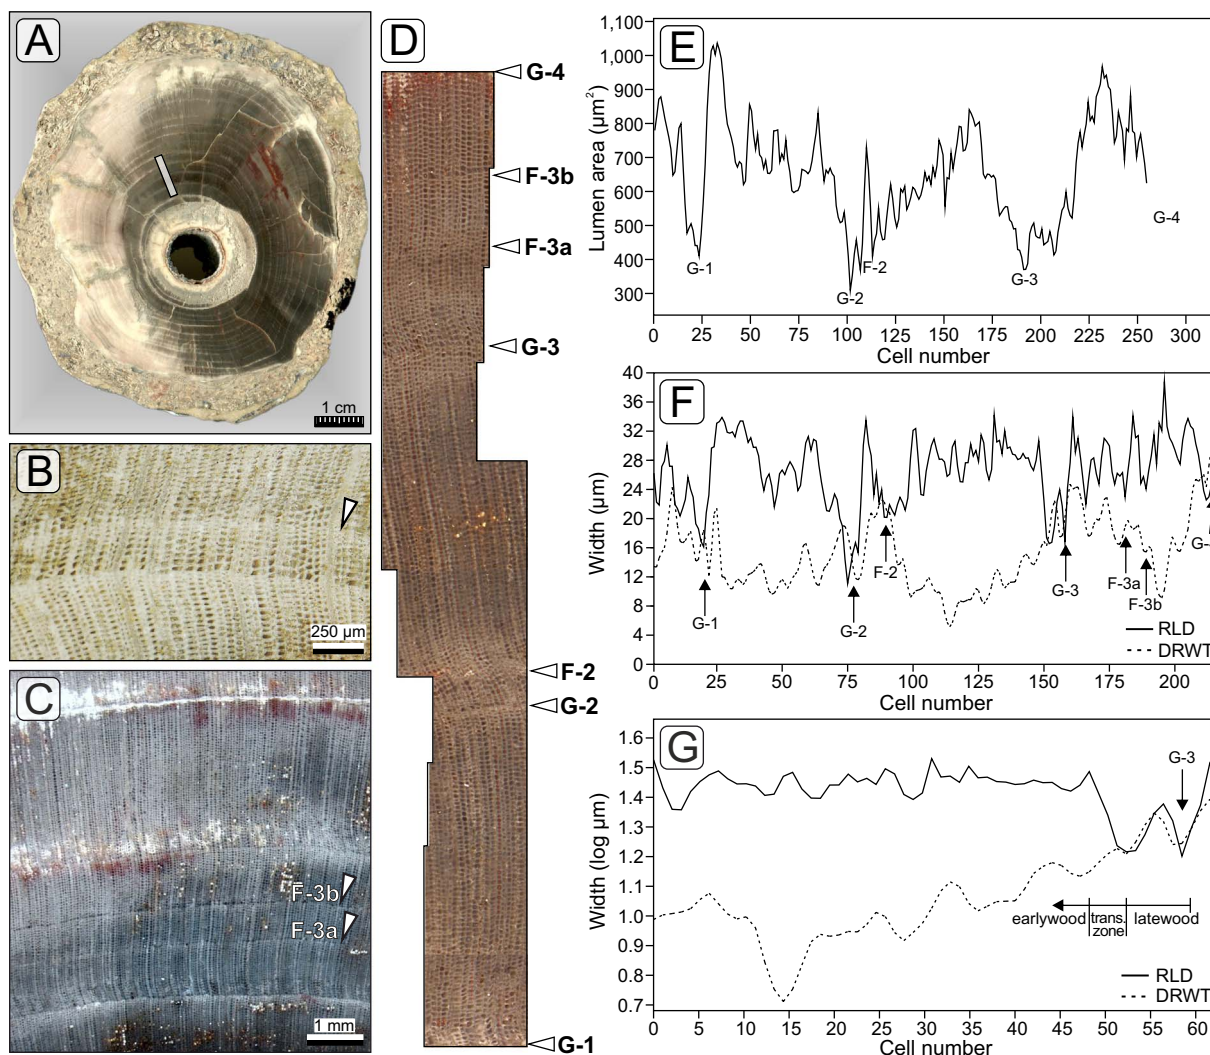 A
1 cm
B
250 µm
C
F-3b
F-3a
1 mm
D
G-4
F-3b
F-3a
G-3
F-2
G-2
G-1
E
Lumen area (µm²)
1,100
1,000
900
800
700
600
500
400
300
G-1
G-2
F-2
G-3
G-4
0 25 50 75 100 125 150 175 200 225 250 275 300
Cell number
F
Width (µm)
40
36
32
28
24
20
16
12
8
4
0
G-1
G-2
F-2
G-3
F-3a
F-3b
RLD
DRWT
0 25 50 75 100 125 150 175 200
Cell number
G
Width (log µm)
1.6
1.5
1.4
1.3
1.2
1.1
1.0
0.9
0.8
0.7
G-3
earlywood trans. zone latewood
RLD
DRWT
0 5 10 15 20 25 30 35 40 45 50 55 60
Cell number